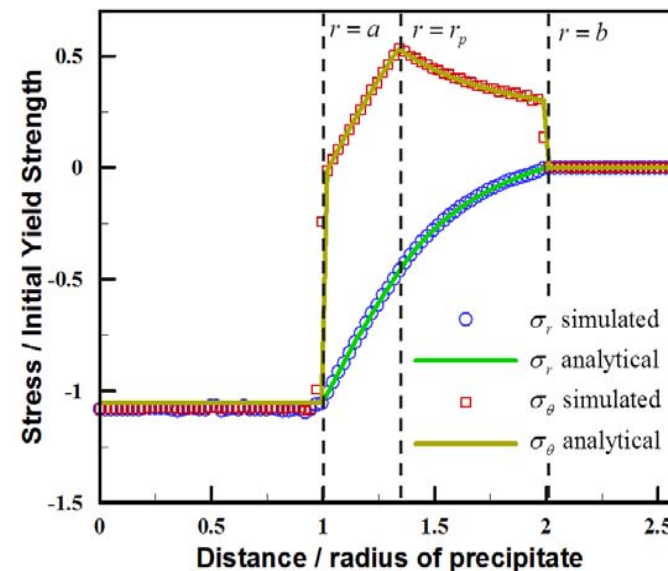 r = a
r = r_p
r = b
0.5
0
-0.5
-1
-1.5
Stress / Initial Yield Strength
σ_r simulated
σ_r analytical
σ_θ simulated
σ_θ analytical
0 0.5 1 1.5 2 2.5
Distance / radius of precipitate